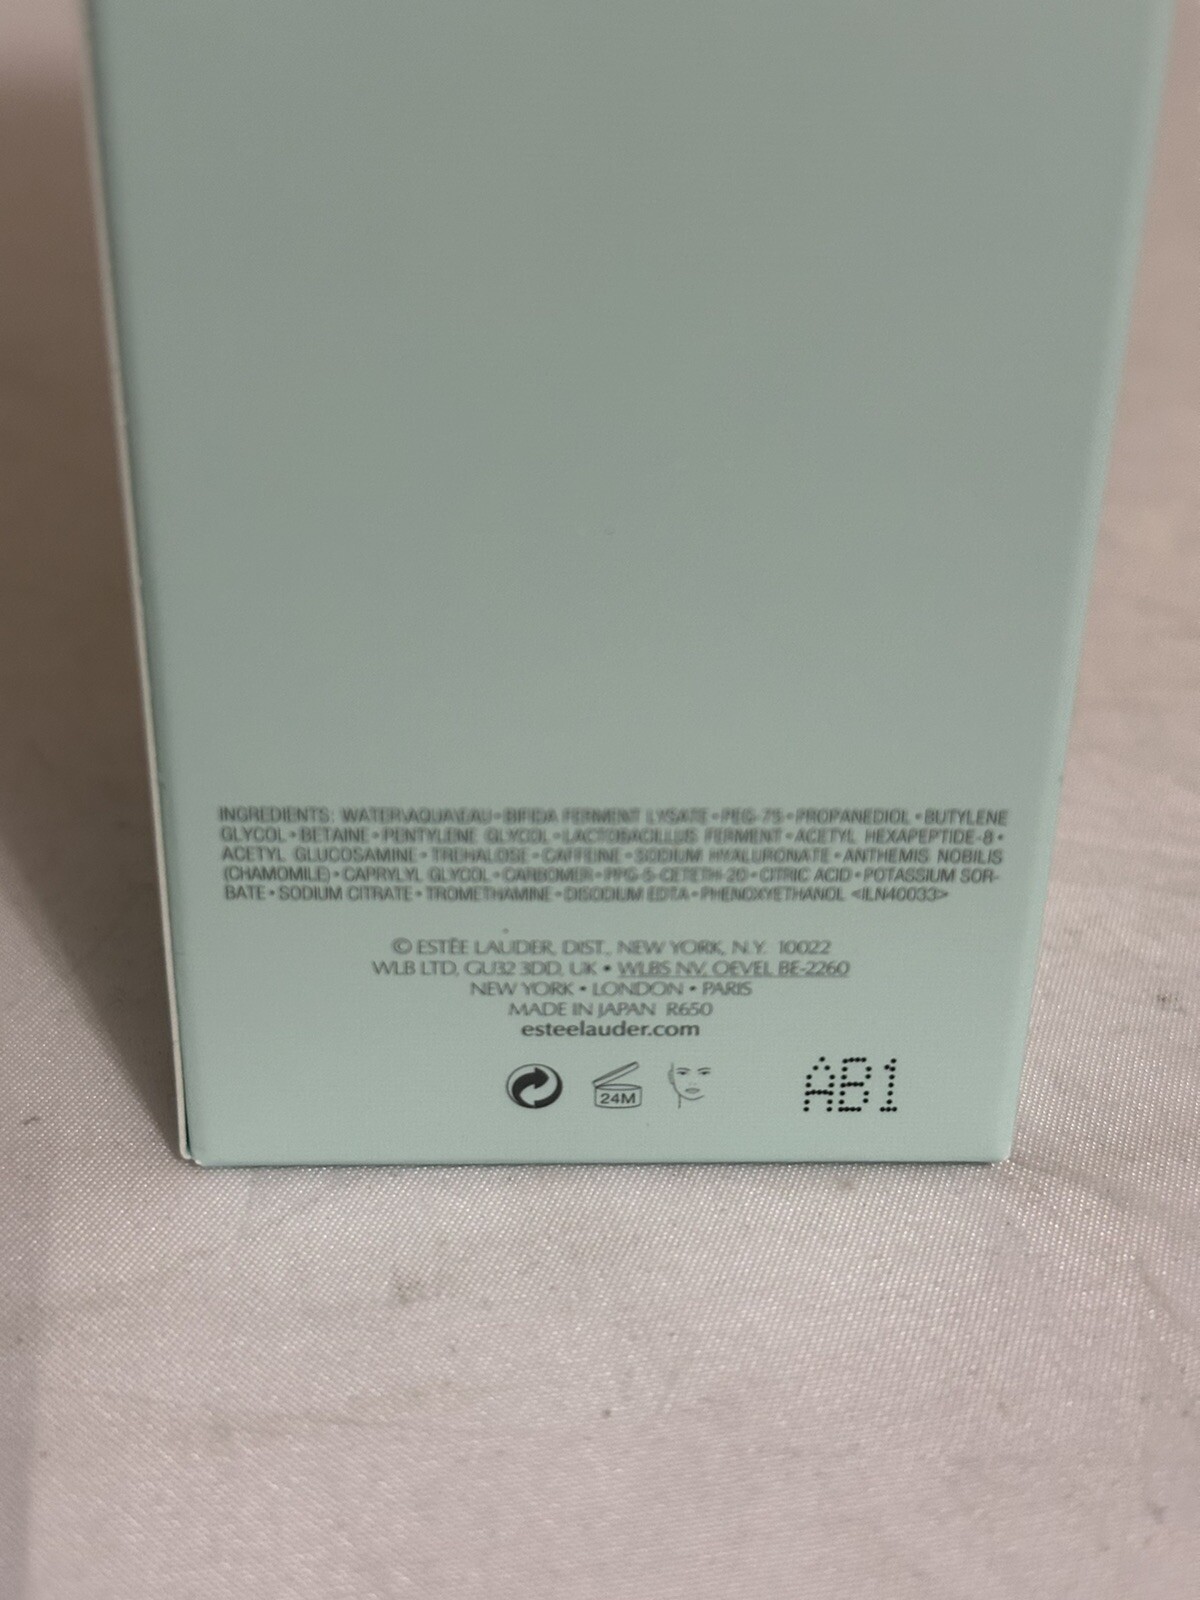 INGREDIENTS: WATER\AQUA\EAU • BIFIDA FERMENT LYSATE • PEG-75 • PROPANEDIOL • BUTYLENE
GLYCOL • BETAINE • PENTYLENE GLYCOL • LACTOBACILLUS FERMENT • ACETYL HEXAPEPTIDE-8 •
ACETYL GLUCOSAMINE • TREHALOSE • CAFFEINE • SODIUM HYALURONATE • ANTHEMIS NOBILIS
(CHAMOMILE) • CAPRYLYL GLYCOL • CARBOMER • PPG-5-CETETH-20 • CITRIC ACID • POTASSIUM SOR-
BATE • SODIUM CITRATE • TROMETHAMINE • DISODIUM EDTA • PHENOXYETHANOL <ILN40033>
© ESTĒE LAUDER, DIST., NEW YORK, N.Y. 10022
WLB LTD, GU32 3DD, UK • WLBS NV, OEVEL BE-2260
NEW YORK • LONDON • PARIS
MADE IN JAPAN R650
esteelauder.com
24M
AB1